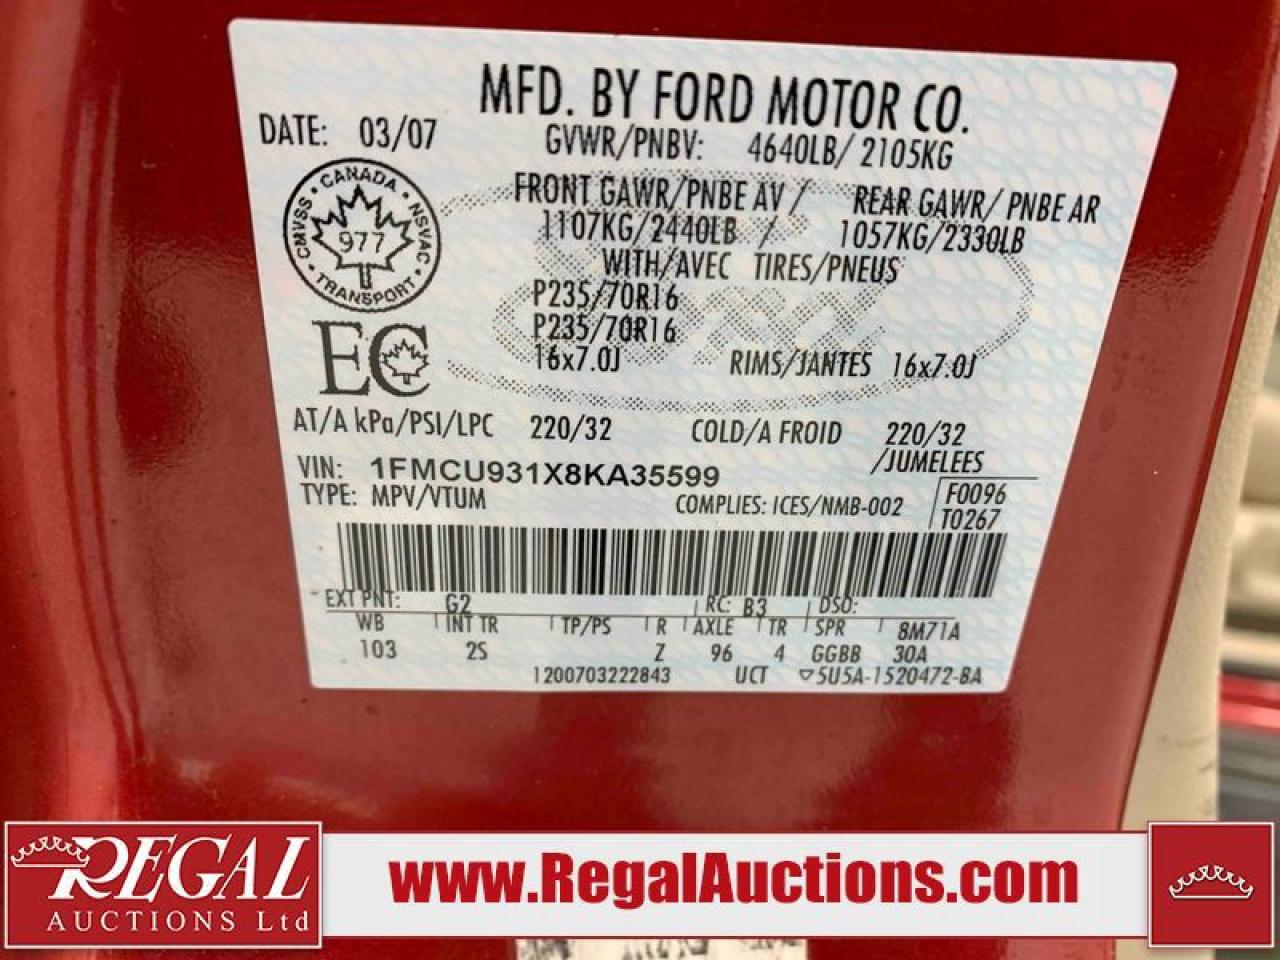 MFD. BY FORD MOTOR CO.
DATE: 03/07
GVWR/PNBV: 4640LB/ 2105KG
FRONT GAWR/PNBE AV / REAR GAWR/ PNBE AR
1107KG/2440LB / 1057KG/2330LB
WITH/AVEC TIRES/PNEUS
P235/70R16
P235/70R16
16x7.0J RIMS/JANTES 16x7.0J
CMVSS • CANADA • NSVAC • TRANSPORT •
977
EC
AT/A kPa/PSI/LPC 220/32 COLD/A FROID 220/32
/JUMELEES
VIN: 1FMCU931X8KA35599
TYPE: MPV/VTUM
COMPLIES: ICES/NMB-002
F0096
T0267
EXT PNT: G2 RC: B3 DSO:
WB INT TR TP/PS R AXLE TR SPR 8M71A
103 2S Z 96 4 GGBB 30A
1200703222843 UCT 5U5A-1520472-BA
REGAL
AUCTIONS Ltd
www.RegalAuctions.com